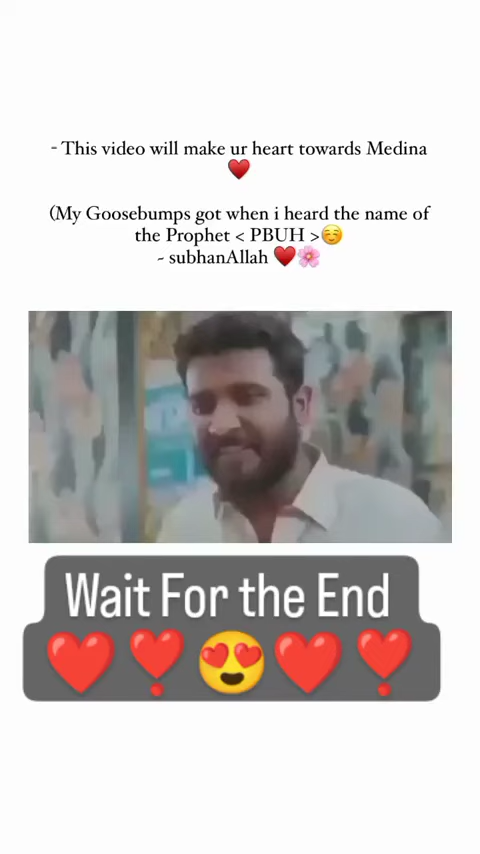 - This video will make ur heart towards Medina
♥️
(My Goosebumps got when i heard the name of
the Prophet < PBUH >☺️
~ subhanAllah ♥️🌸
Wait For the End
❤️❣️😍❤️❣️